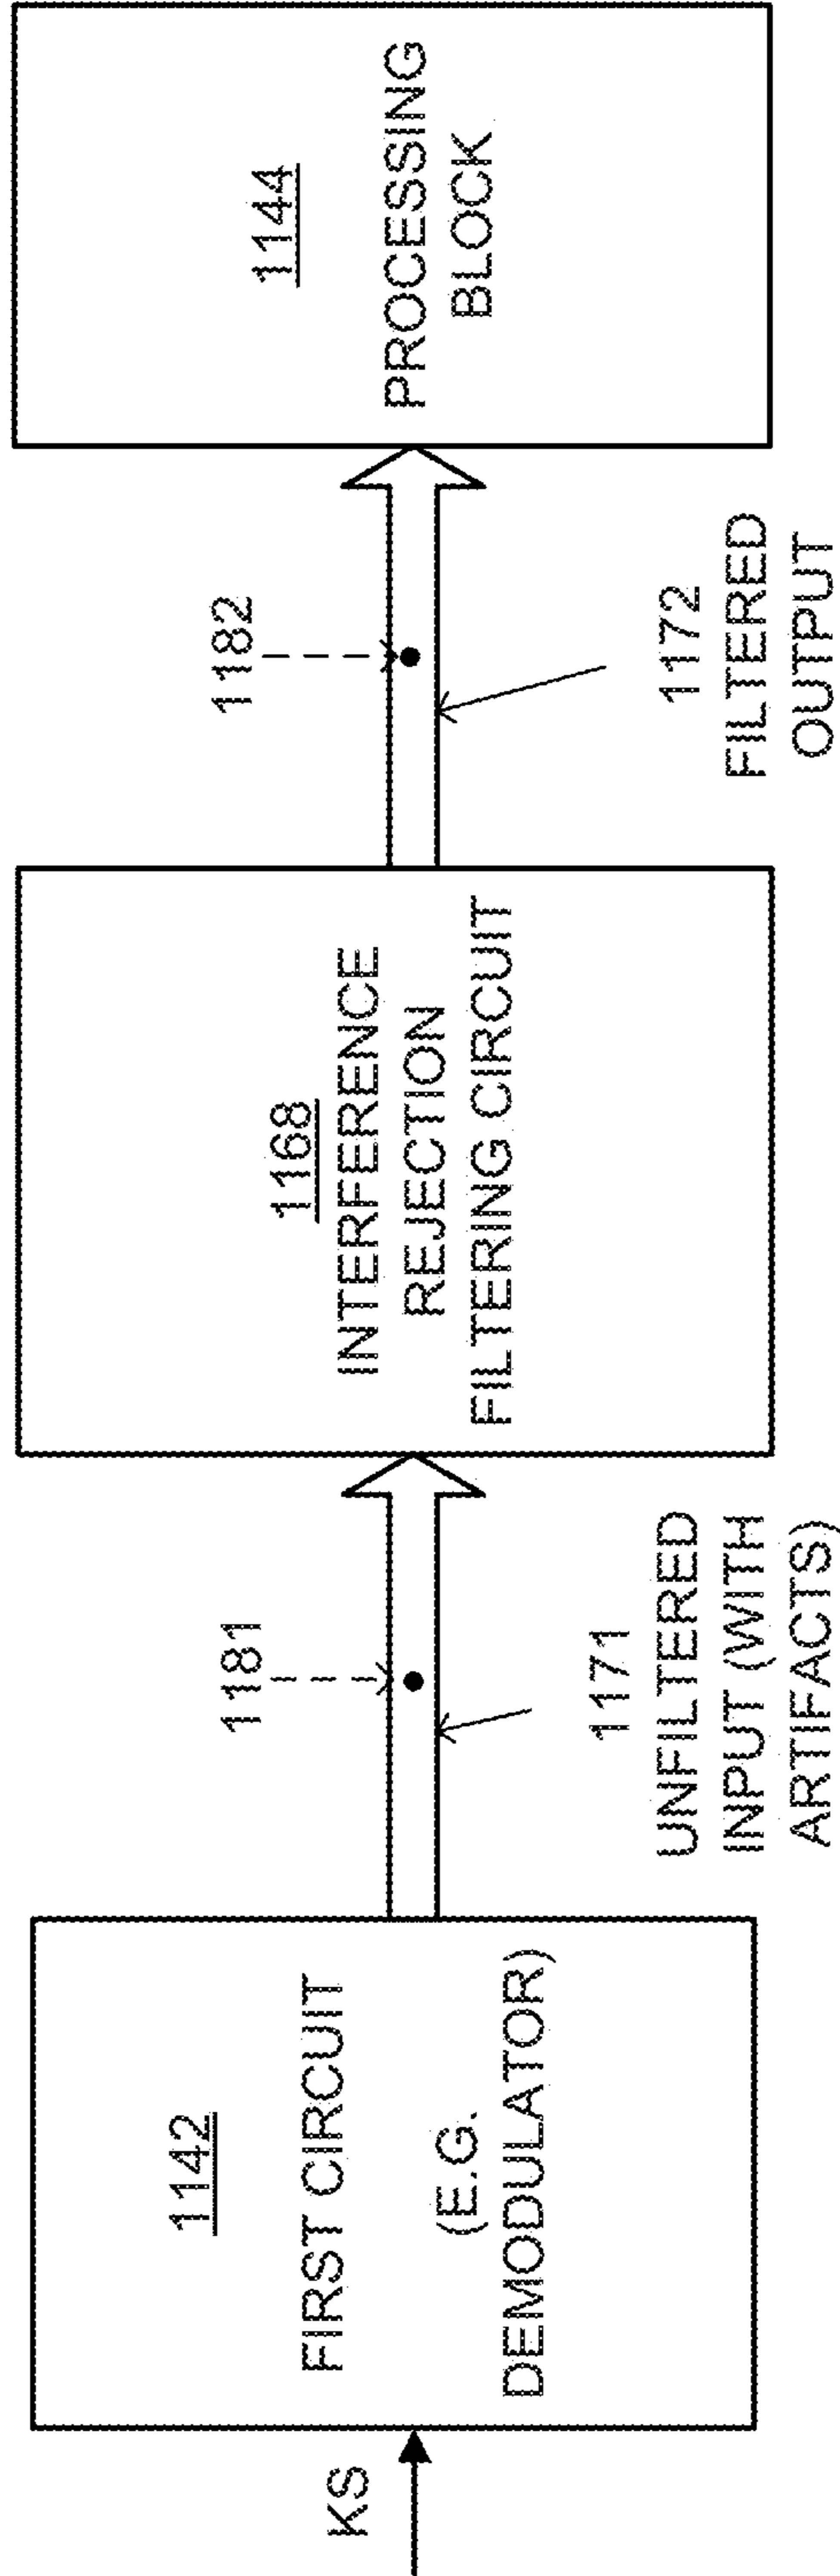 KS
1142
FIRST CIRCUIT
(E.G.
DEMODULATOR)
1181
1171
UNFILTERED
INPUT (WITH
ARTIFACTS)
1168
INTERFERENCE
REJECTION
FILTERING CIRCUIT
1182
1172
FILTERED
OUTPUT
1144
PROCESSING
BLOCK